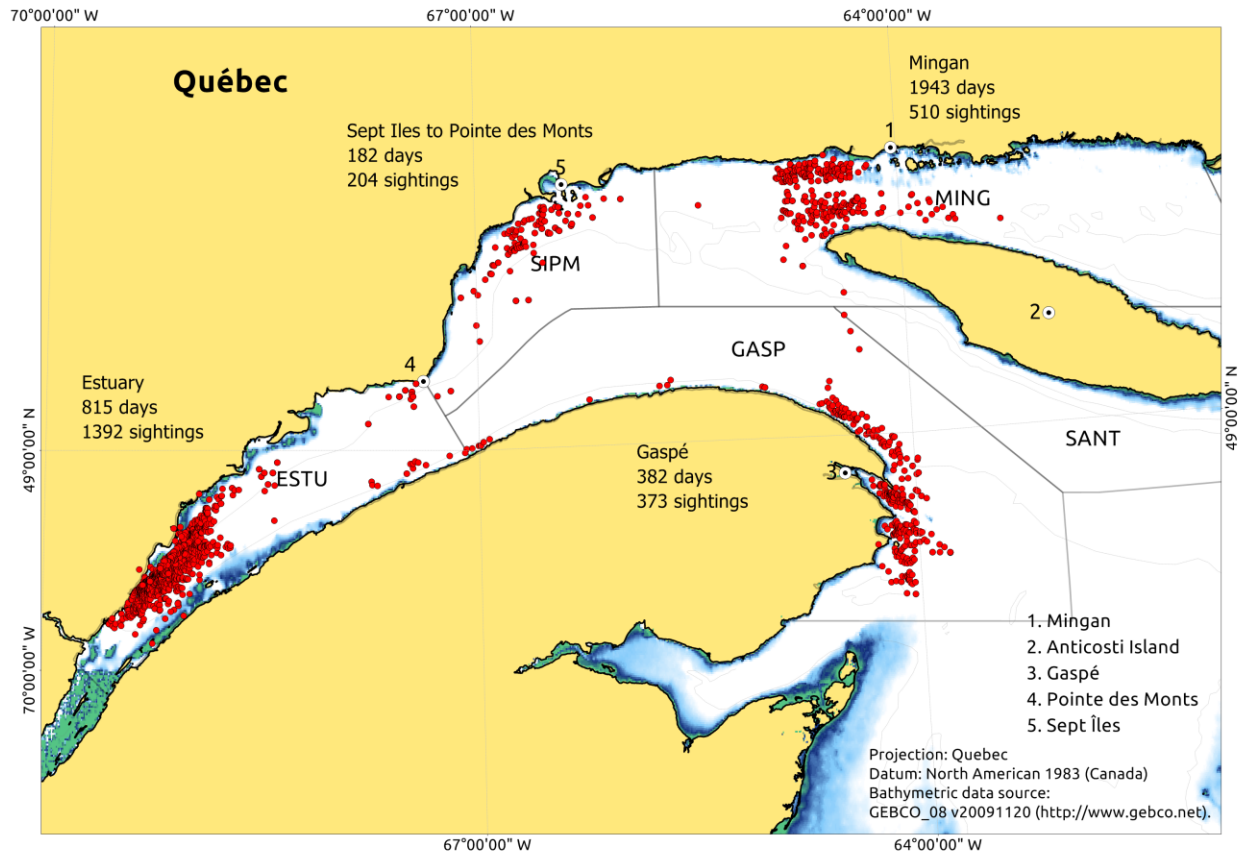 70°00'00" W
67°00'00" W
64°00'00" W
Québec
Mingan
1943 days
510 sightings
1
Sept Iles to Pointe des Monts
182 days
204 sightings
5
MING
SIPM
2
GASP
4
Estuary
815 days
1392 sightings
49°00'00" N
49°00'00" N
SANT
Gaspé
382 days
373 sightings
3
ESTU
70°00'00" W
1. Mingan
2. Anticosti Island
3. Gaspé
4. Pointe des Monts
5. Sept Îles
Projection: Quebec
Datum: North American 1983 (Canada)
Bathymetric data source:
GEBCO_08 v20091120 (http://www.gebco.net).
67°00'00" W
64°00'00" W